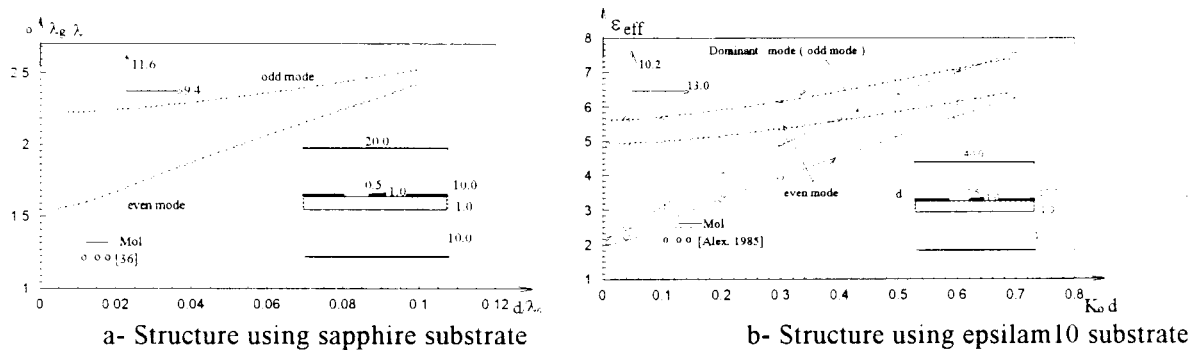 2 5
2
1 5
1
11.6
9.4
odd mode
even mode
20.0
0.5
1.0
10.0
1.0
10.0
Mol
o o o [36]
0
0 02
0 04
0.06
0.08
0 1
0 12
a- Structure using sapphire substrate
εeff
8
7
6
5
4
3
2
1
Dominant mode ( odd mode )
10.2
13.0
even mode
d
Mol
o o o [Alex. 1985]
0
0.1
0.2
0.3
0.4
0.5
0.6
0.7
0.8
Ko d
b- Structure using epsilam10 substrate